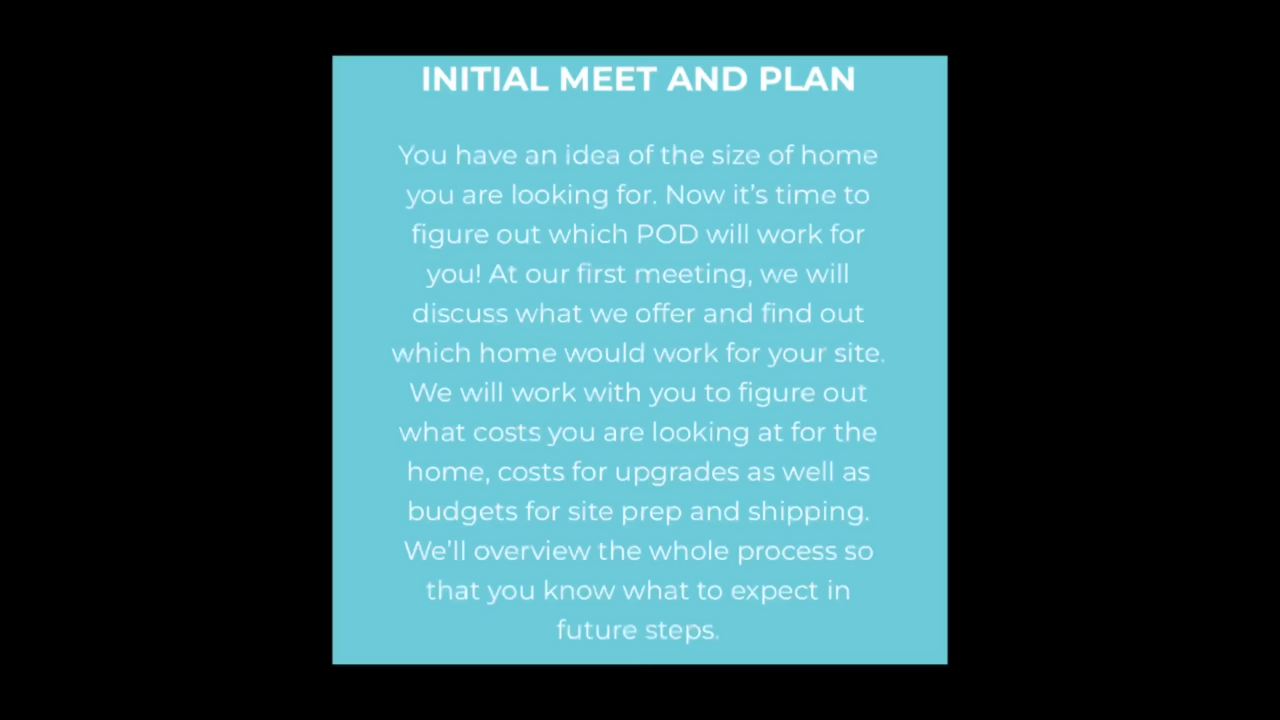 INITIAL MEET AND PLAN
You have an idea of the size of home
you are looking for. Now it’s time to
figure out which POD will work for
you! At our first meeting, we will
discuss what we offer and find out
which home would work for your site.
We will work with you to figure out
what costs you are looking at for the
home, costs for upgrades as well as
budgets for site prep and shipping.
We’ll overview the whole process so
that you know what to expect in
future steps.